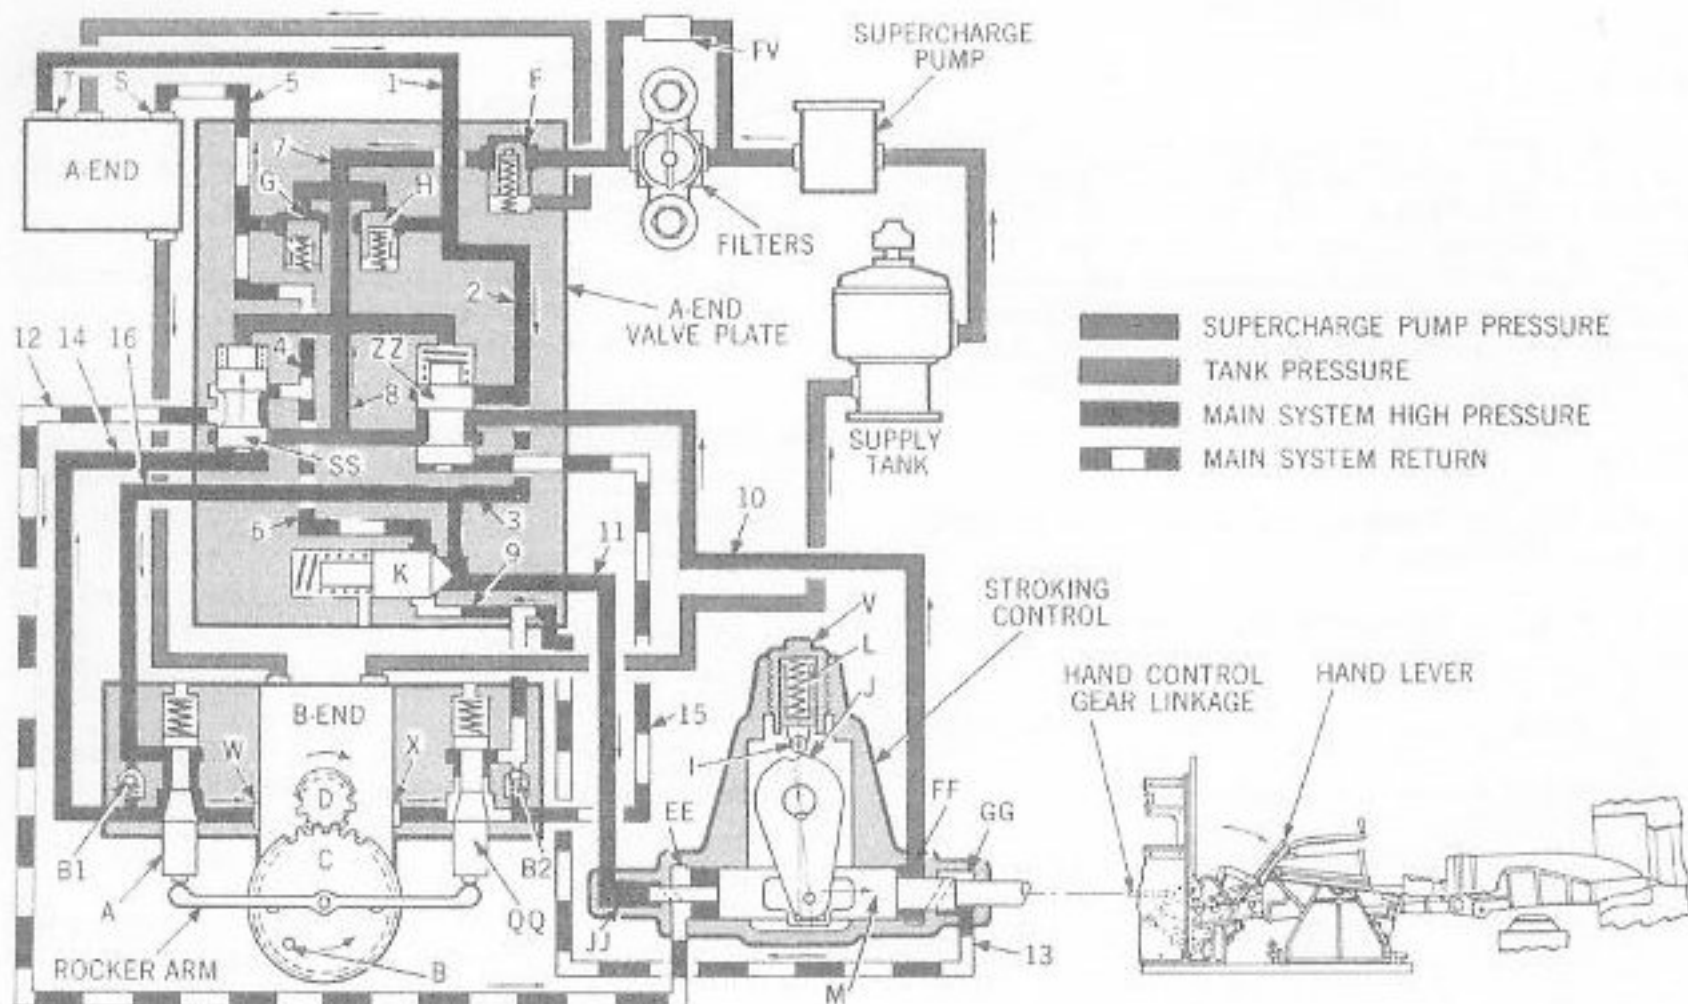 SUPERCHARGE
PUMP
FV
F
T
S
5
1
7
A-END
G
H
FILTERS
2
A-END
VALVE PLATE
SUPERCHARGE PUMP PRESSURE
TANK PRESSURE
MAIN SYSTEM HIGH PRESSURE
MAIN SYSTEM RETURN
12
14
16
4
ZZ
8
SUPPLY
TANK
SS
10
6
3
11
9
K
STROKING
CONTROL
V
L
J
HAND CONTROL
GEAR LINKAGE
HAND LEVER
B-END
15
W
X
I
D
EE
FF
GG
C
B1
B2
A
QQ
JJ
13
ROCKER ARM
B
M